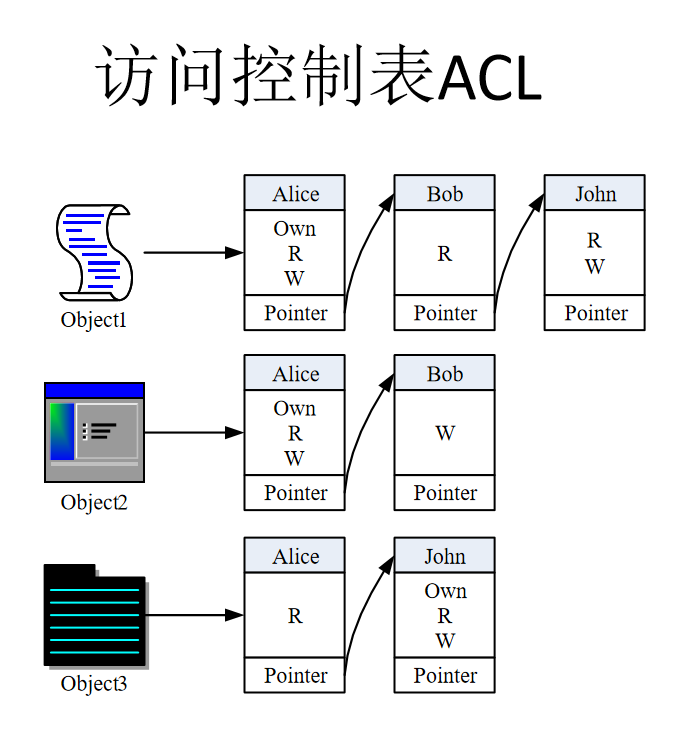 访问控制表ACL
Alice
Own
R
W
Pointer
Bob
R
Pointer
John
R
W
Pointer
Object1
Alice
Own
R
W
Pointer
Bob
W
Pointer
Object2
Alice
R
Pointer
John
Own
R
W
Pointer
Object3